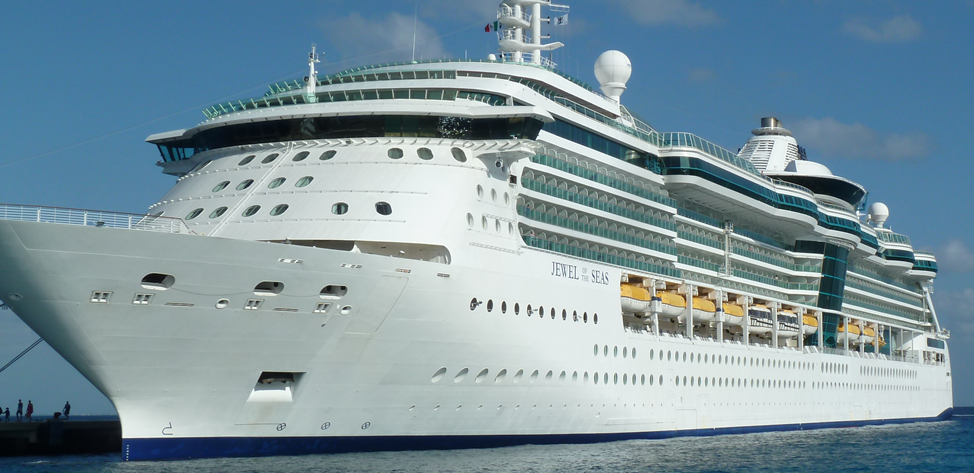 JEWEL OF THE SEAS